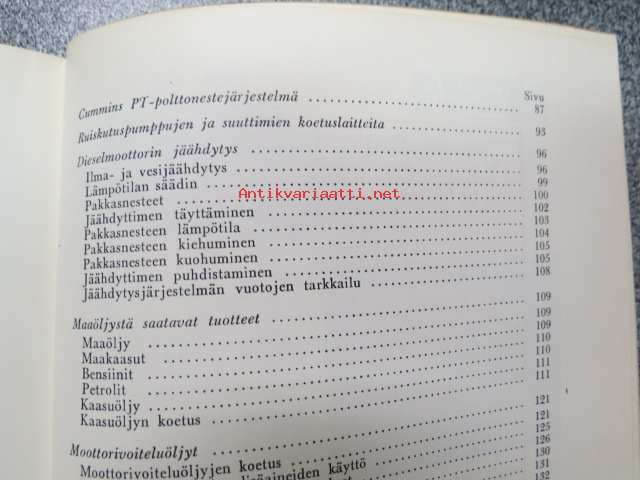 Sivu
Cummins PT-polttonestejärjestelmä 87
Ruiskutuspumppujen ja suuttimien koetuslaitteita 93
Dieselmoottorin jäähdytys 96
Ilma- ja vesijäähdytys 96
Lämpötilan säädin 99
Pakkasnesteet 100
Jäähdyttimen täyttäminen 102
Pakkasnesteen lämpötila 103
Pakkasnesteen kiehuminen 104
Pakkasnesteen kuohuminen 105
Jäähdyttimen puhdistaminen 105
Jäähdytysjärjestelmän vuotojen tarkkailu 108
Maaöljystä saatavat tuotteet 109
Maaöljy 109
Maakaasut 109
Bensiinit 110
Petrolit 110
Kaasuöljy 111
Kaasuöljyn koetus 111
Moottorivoiteluöljyt 121
Moottorivoiteluöljyjen koetus 121
lisäaineiden käyttö 125
126
130
131
132
Antikvariaatti.net